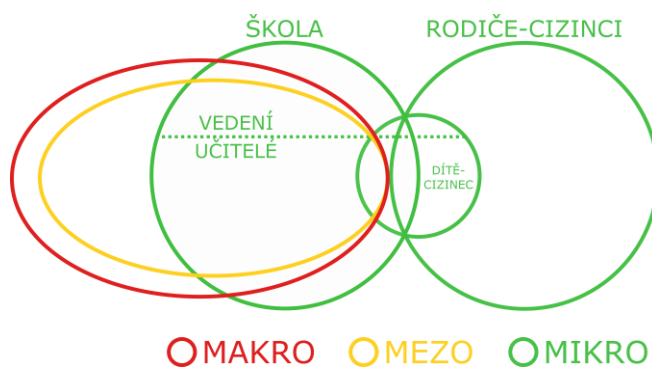 ŠKOLA
RODIČE-CIZINCI
VEDENÍ
UČITELÉ
DÍTĚ-
CIZINEC
MAKRO MEZO MIKRO